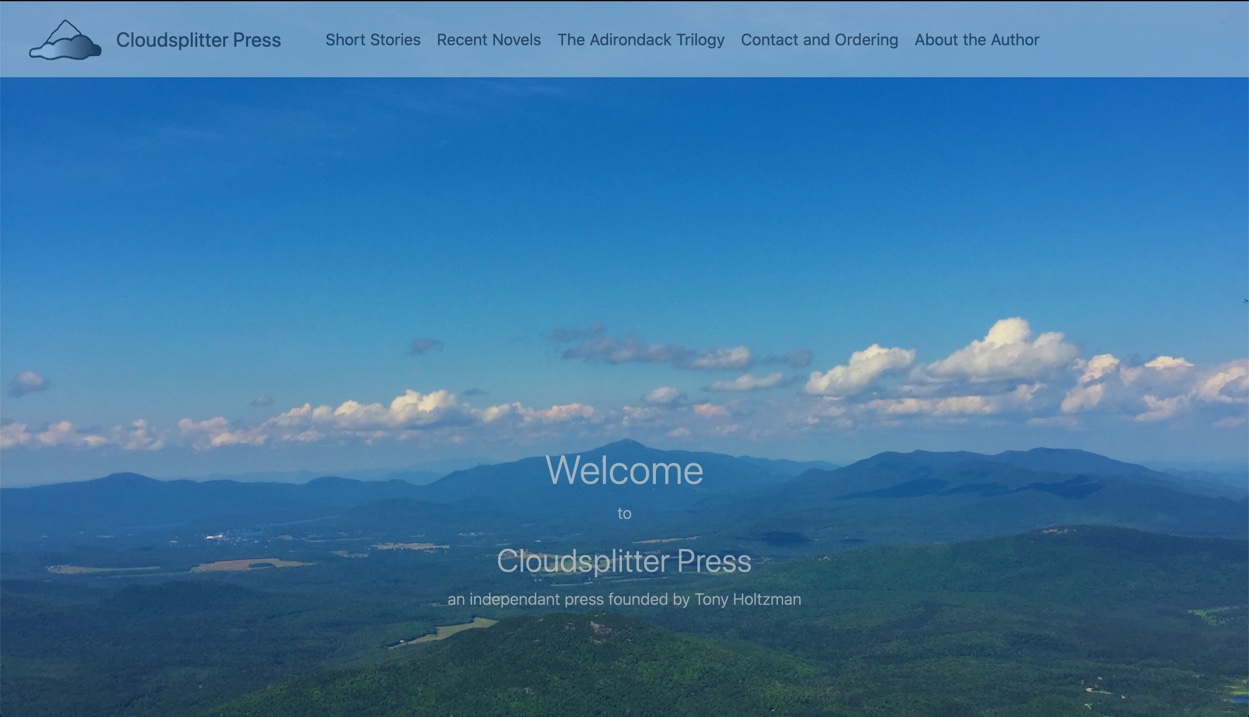 Cloudsplitter Press Short Stories Recent Novels The Adirondack Trilogy Contact and Ordering About the Author
Welcome
to
Cloudsplitter Press
an independant press founded by Tony Holtzman